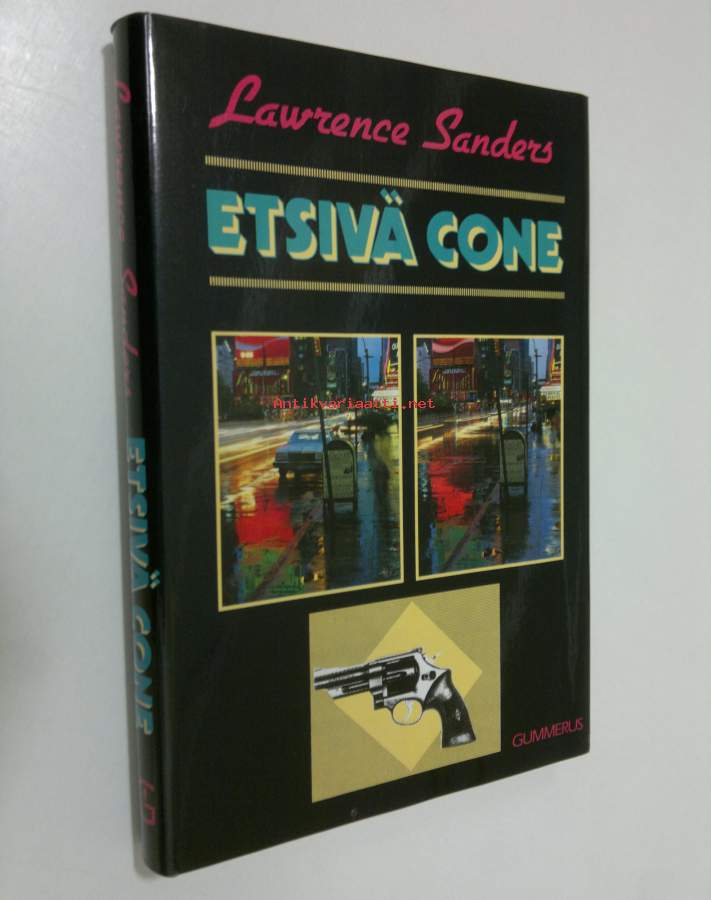 Lawrence Sanders
ETSIVÄ CONE
Antikvariaatti.net
GUMMERUS
Lawrence Sanders ETSIVÄ CONE